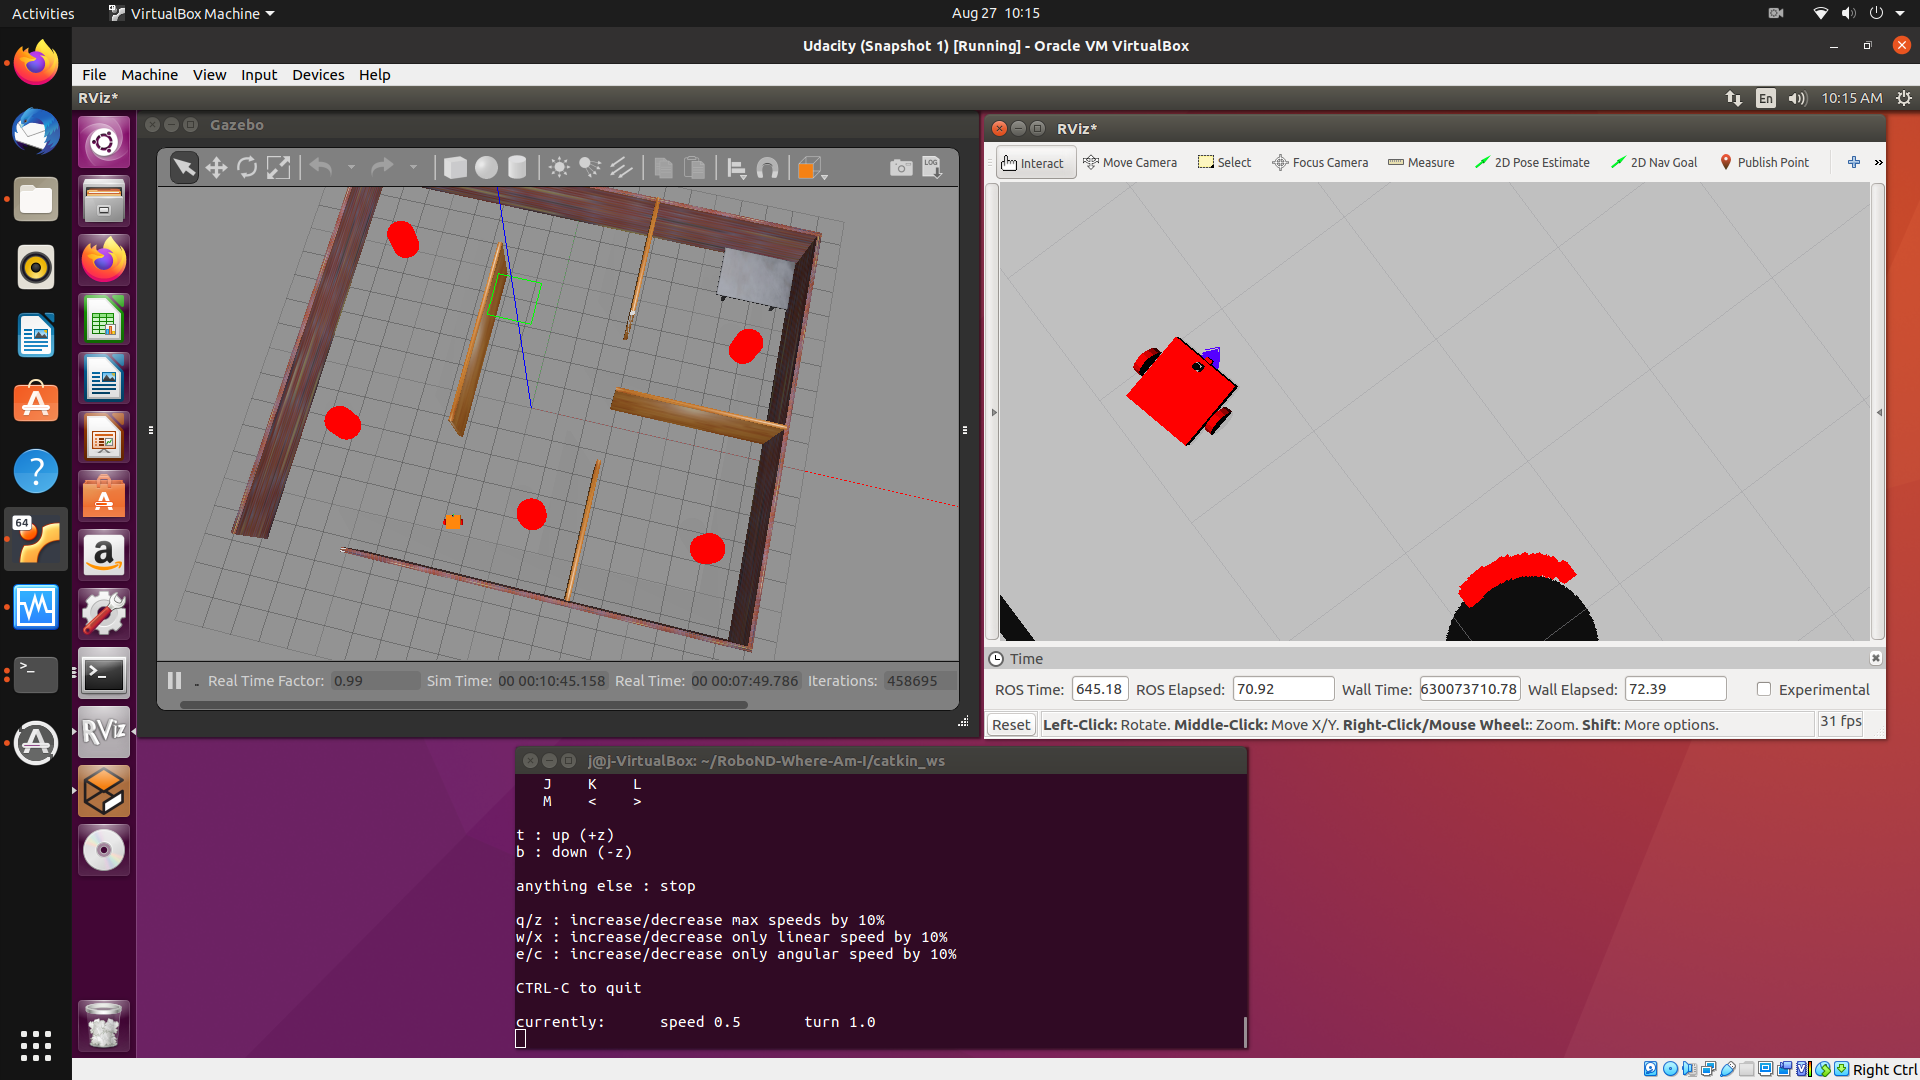 Activities
VirtualBox Machine
Aug 27 10:15
Udacity (Snapshot 1) [Running] - Oracle VM VirtualBox
File Machine View Input Devices Help
RViz*
En
10:15 AM
Gazebo
LOG
Real Time Factor: 0.99
Sim Time: 00 00:10:45.158
Real Time: 00 00:07:49.786
Iterations: 458695
RViz*
Interact
Move Camera
Select
Focus Camera
Measure
2D Pose Estimate
2D Nav Goal
Publish Point
Time
ROS Time: 645.18
ROS Elapsed: 70.92
Wall Time: 630073710.78
Wall Elapsed: 72.39
Experimental
Reset
Left-Click: Rotate. Middle-Click: Move X/Y. Right-Click/Mouse Wheel:: Zoom. Shift: More options.
31 fps
j@j-VirtualBox: ~/RoboND-Where-Am-I/catkin_ws
J K L
M < >
t : up (+z)
b : down (-z)
anything else : stop
q/z : increase/decrease max speeds by 10%
w/x : increase/decrease only linear speed by 10%
e/c : increase/decrease only angular speed by 10%
CTRL-C to quit
currently: speed 0.5 turn 1.0
64
RViz
Right Ctrl